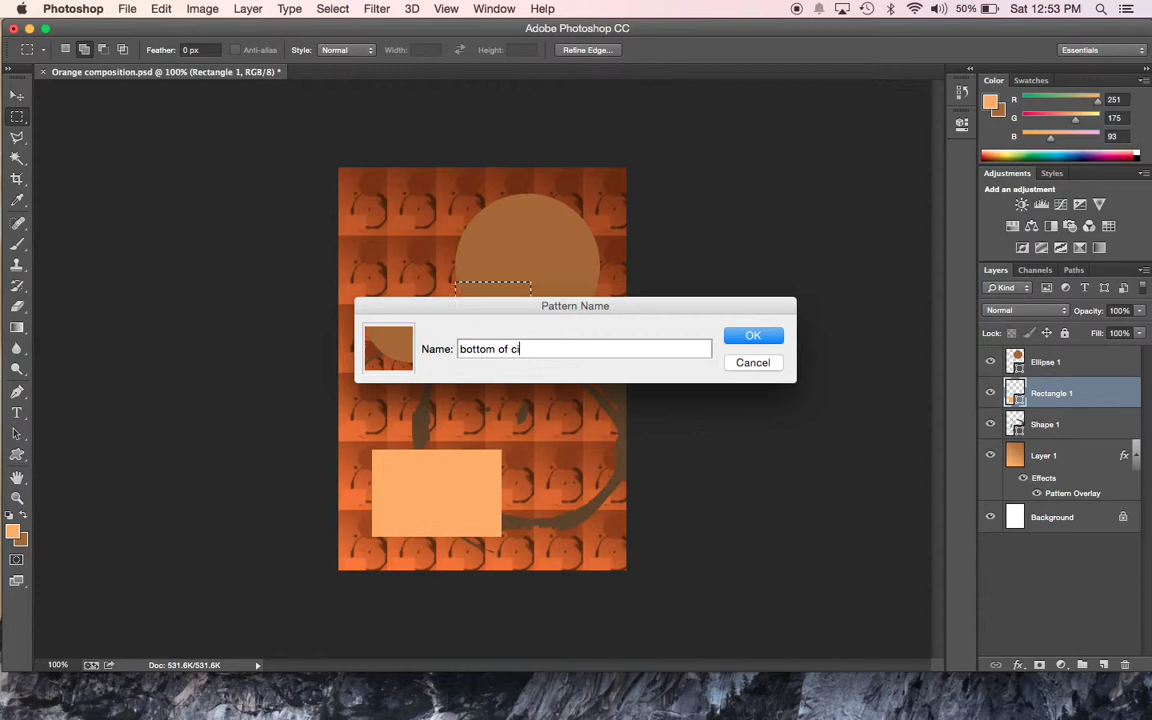 Photoshop File Edit Image Layer Type Select Filter 3D View Window Help 50% Sat 12:53 PM
Adobe Photoshop CC
Feather: 0 px Anti-alias Style: Normal Width: Height: Refine Edge... Essentials
× Orange composition.psd @ 100% (Rectangle 1, RGB/8) *
Color Swatches
R 251
G 175
B 93
Adjustments Styles
Add an adjustment
Layers Channels Paths
Kind
Normal Opacity: 100%
Lock: Fill: 100%
Ellipse 1
Rectangle 1
Shape 1
Layer 1 fx
Effects
Pattern Overlay
Background
Pattern Name
Name: bottom of ci
OK
Cancel
100% Doc: 531.6K/531.6K